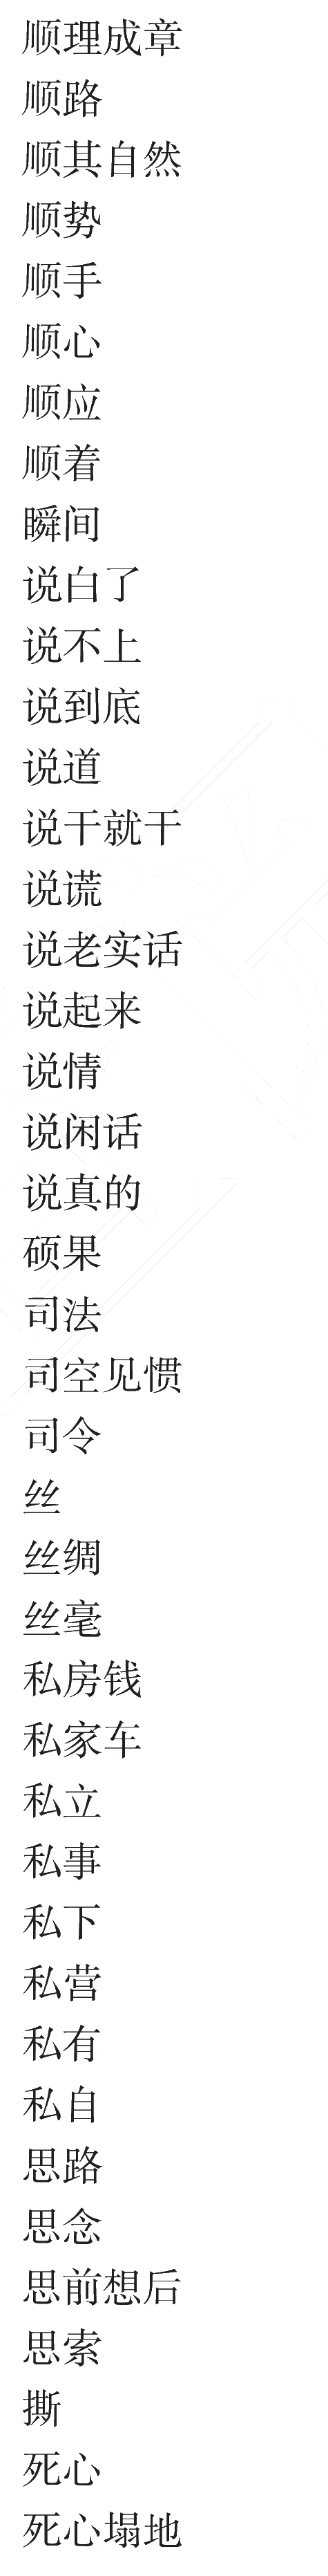 顺理成章
顺路
顺其自然
顺势
顺手
顺心
顺应
顺着
瞬间
说白了
说不上
说到底
说道
说干就干
说谎
说老实话
说起来
说情
说闲话
说真的
硕果
司法
司空见惯
司令
丝
丝绸
丝毫
私房钱
私家车
私立
私事
私下
私营
私有
私自
思路
思念
思前想后
思索
撕
死心
死心塌地